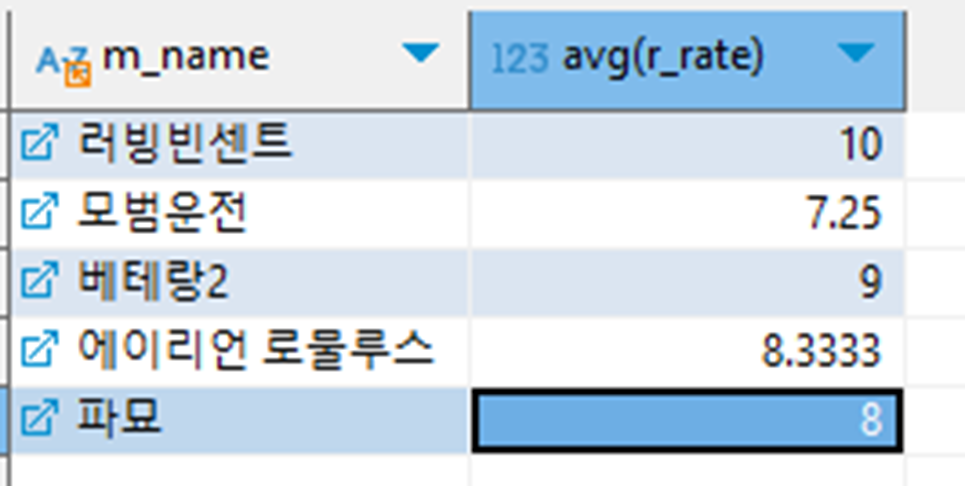 A-Z m_name 123 avg(r_rate)
러빙빈센트 10
모범운전 7.25
베테랑2 9
에이리언 로물루스 8.3333
파묘 8